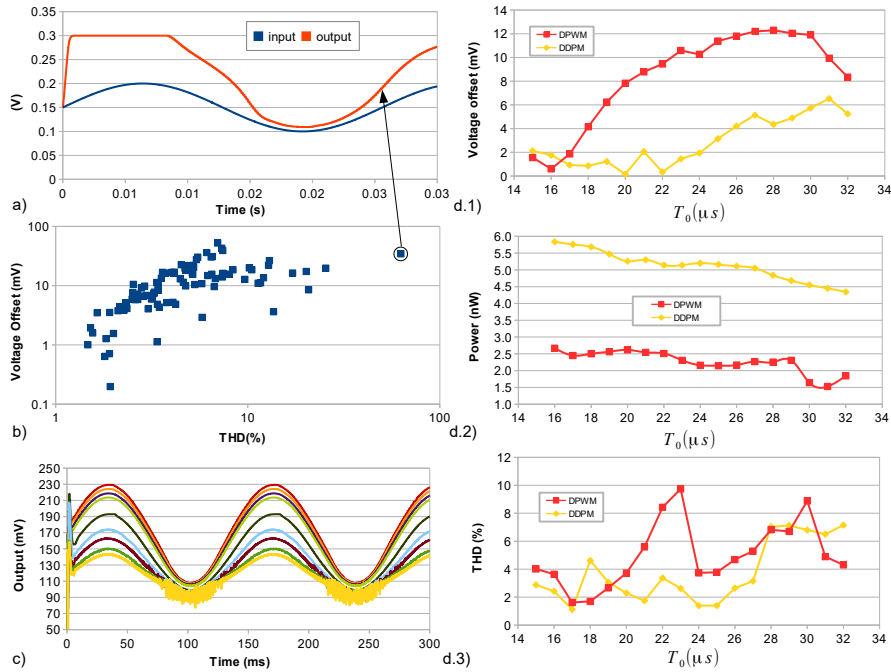 0.35
0.3
0.25
0.2
0.15
0.1
0.05
0
(V)
input output
0 0.01 0.01 0.02 0.02 0.03 0.03
Time (s)
a)
100
10
1
0.1
Voltage Offset (mV)
1 10 100
THD(%)
b)
250
230
210
190
170
150
130
110
90
70
50
Output (mV)
0 50 100 150 200 250 300
Time (ms)
c)
14
12
10
8
6
4
2
0
Voltage offset (mV)
DPWM
DDPM
14 16 18 20 22 24 26 28 30 32 34
T₀(μ s)
d.1)
6.0
5.5
5.0
4.5
4.0
3.5
3.0
2.5
2.0
1.5
1.0
Power (nW)
DPWM
DDPM
14 16 18 20 22 24 26 28 30 32 34
T₀(μ s)
d.2)
12
10
8
6
4
2
0
THD (%)
DPWM
DDPM
14 16 18 20 22 24 26 28 30 32 34
T₀(μ s)
d.3)